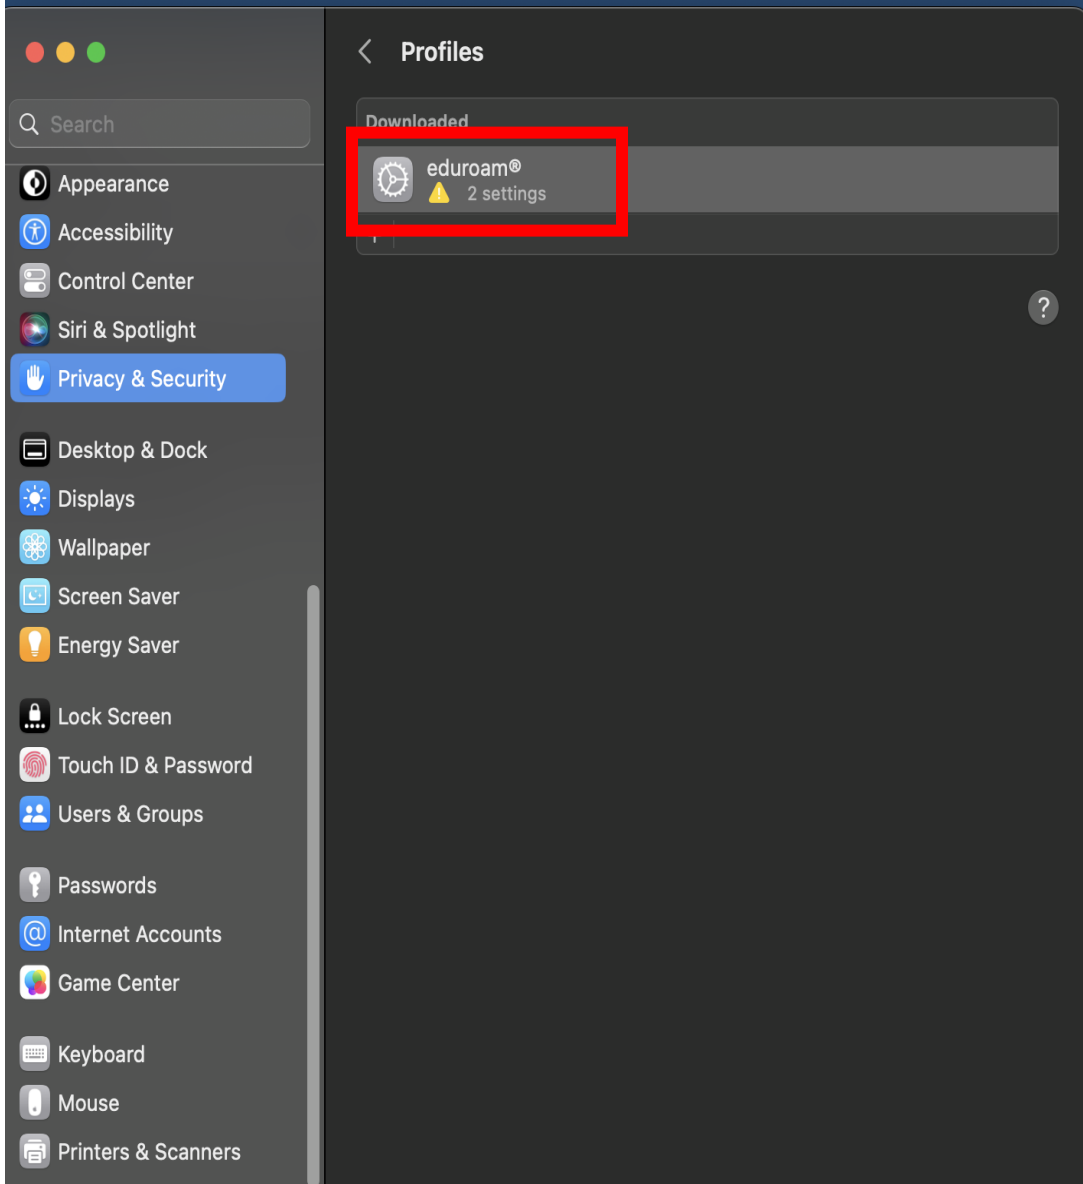 Profiles
Search
Downloaded
eduroam®
2 settings
?
Appearance
Accessibility
Control Center
Siri & Spotlight
Privacy & Security
Desktop & Dock
Displays
Wallpaper
Screen Saver
Energy Saver
Lock Screen
Touch ID & Password
Users & Groups
Passwords
Internet Accounts
Game Center
Keyboard
Mouse
Printers & Scanners